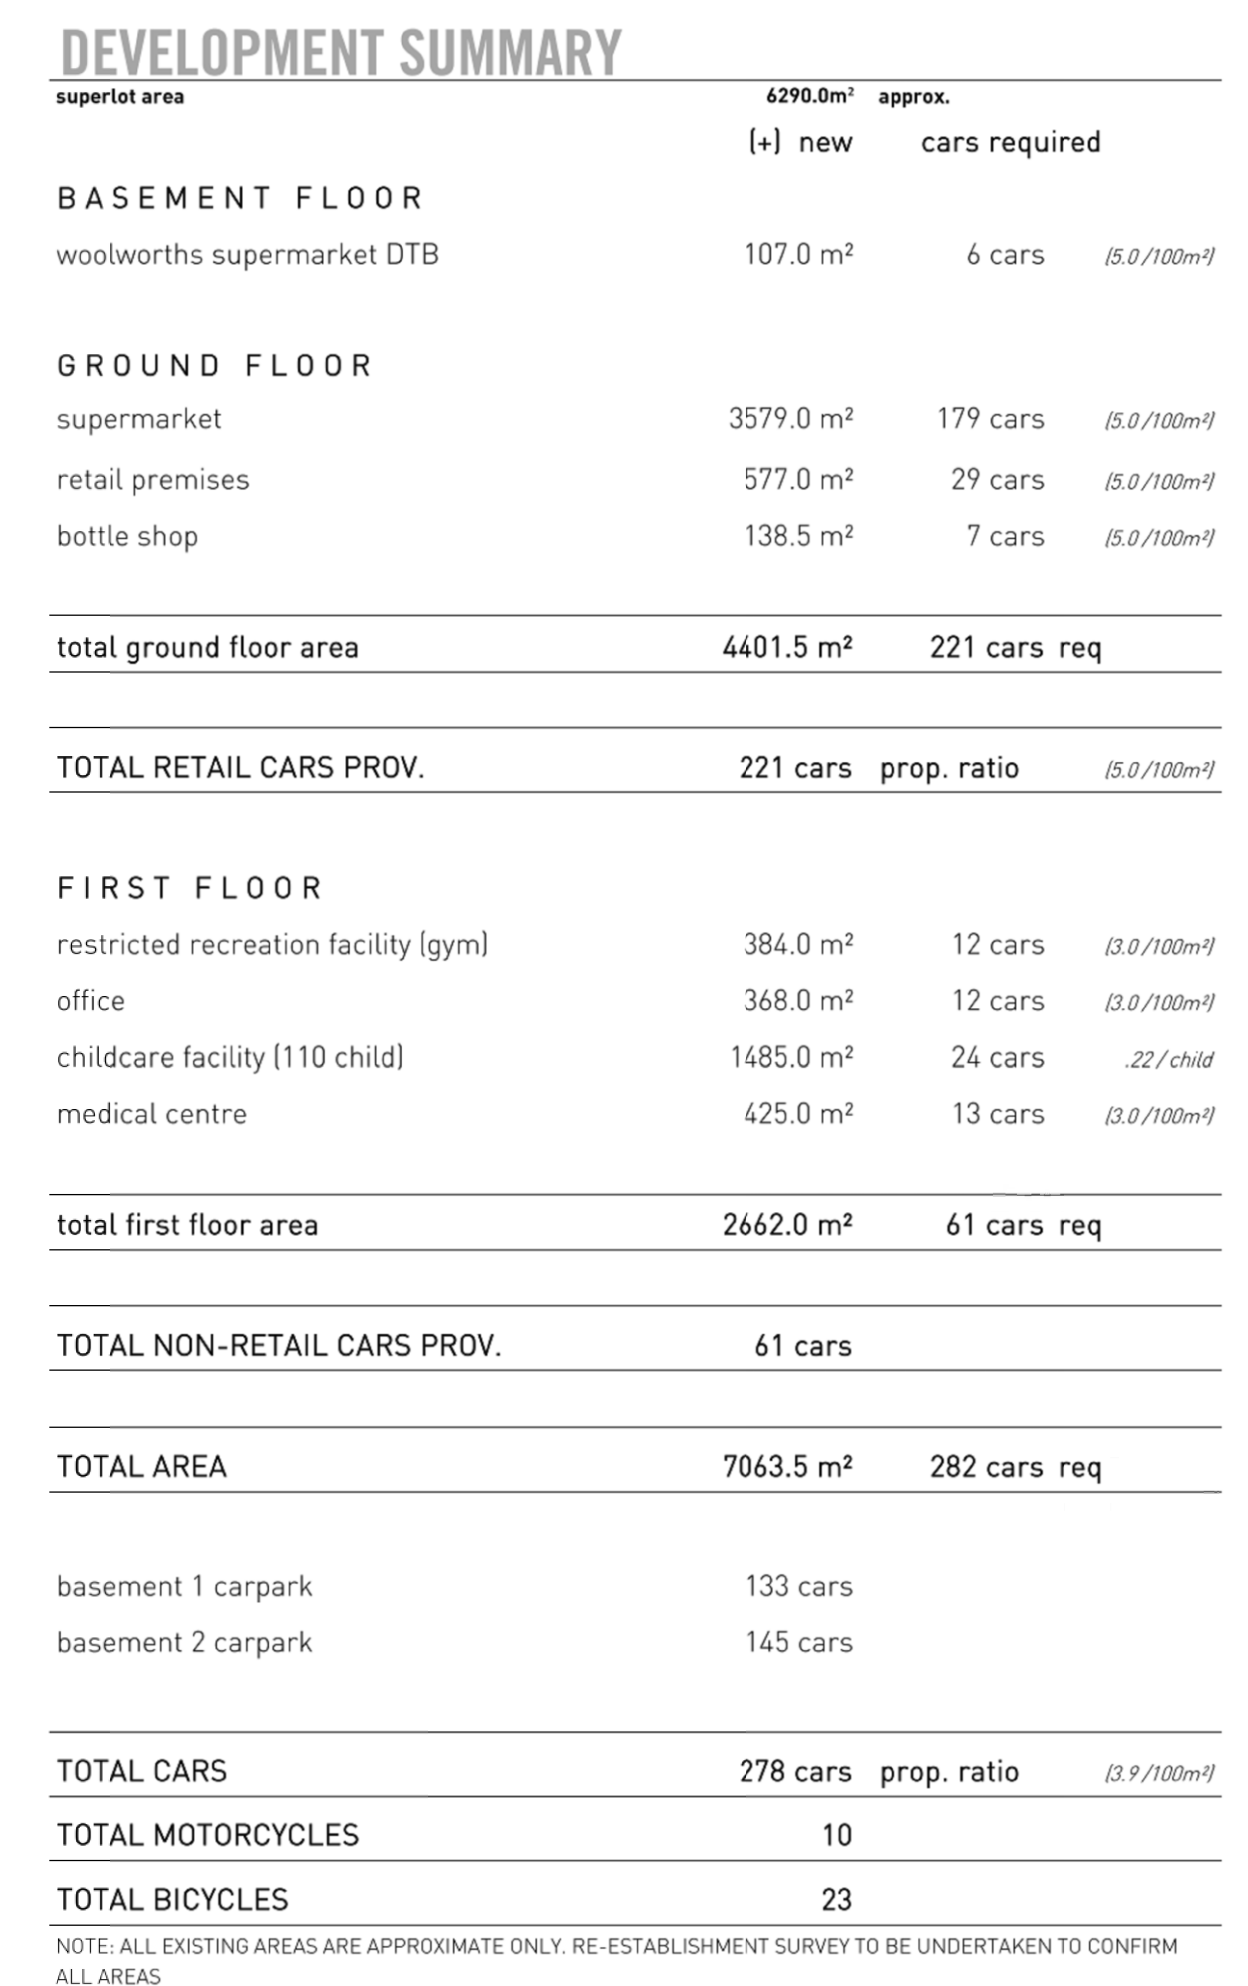 DEVELOPMENT SUMMARY
superlot area 6290.0m² approx.
(+) new cars required
BASEMENT FLOOR
woolworths supermarket DTB 107.0 m² 6 cars (5.0/100m²)
GROUND FLOOR
supermarket 3579.0 m² 179 cars (5.0/100m²)
retail premises 577.0 m² 29 cars (5.0/100m²)
bottle shop 138.5 m² 7 cars (5.0/100m²)
total ground floor area 4401.5 m² 221 cars req
TOTAL RETAIL CARS PROV. 221 cars prop. ratio (5.0/100m²)
FIRST FLOOR
restricted recreation facility (gym) 384.0 m² 12 cars (3.0/100m²)
office 368.0 m² 12 cars (3.0/100m²)
childcare facility (110 child) 1485.0 m² 24 cars .22/child
medical centre 425.0 m² 13 cars (3.0/100m²)
total first floor area 2662.0 m² 61 cars req
TOTAL NON-RETAIL CARS PROV. 61 cars
TOTAL AREA 7063.5 m² 282 cars req
basement 1 carpark 133 cars
basement 2 carpark 145 cars
TOTAL CARS 278 cars prop. ratio (3.9/100m²)
TOTAL MOTORCYCLES 10
TOTAL BICYCLES 23
NOTE: ALL EXISTING AREAS ARE APPROXIMATE ONLY. RE-ESTABLISHMENT SURVEY TO BE UNDERTAKEN TO CONFIRM
ALL AREAS